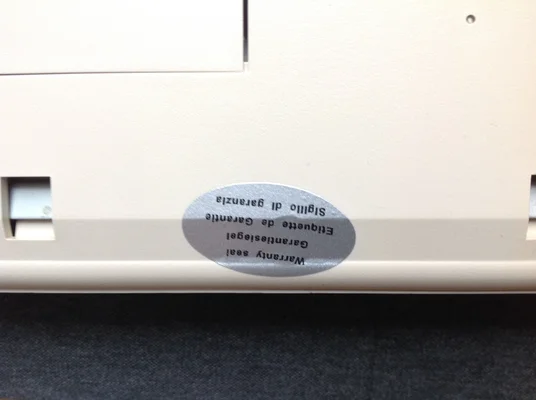 Warranty seal
Garantiesiegel
Etiquette de Garantie
Sigillo di garanzia